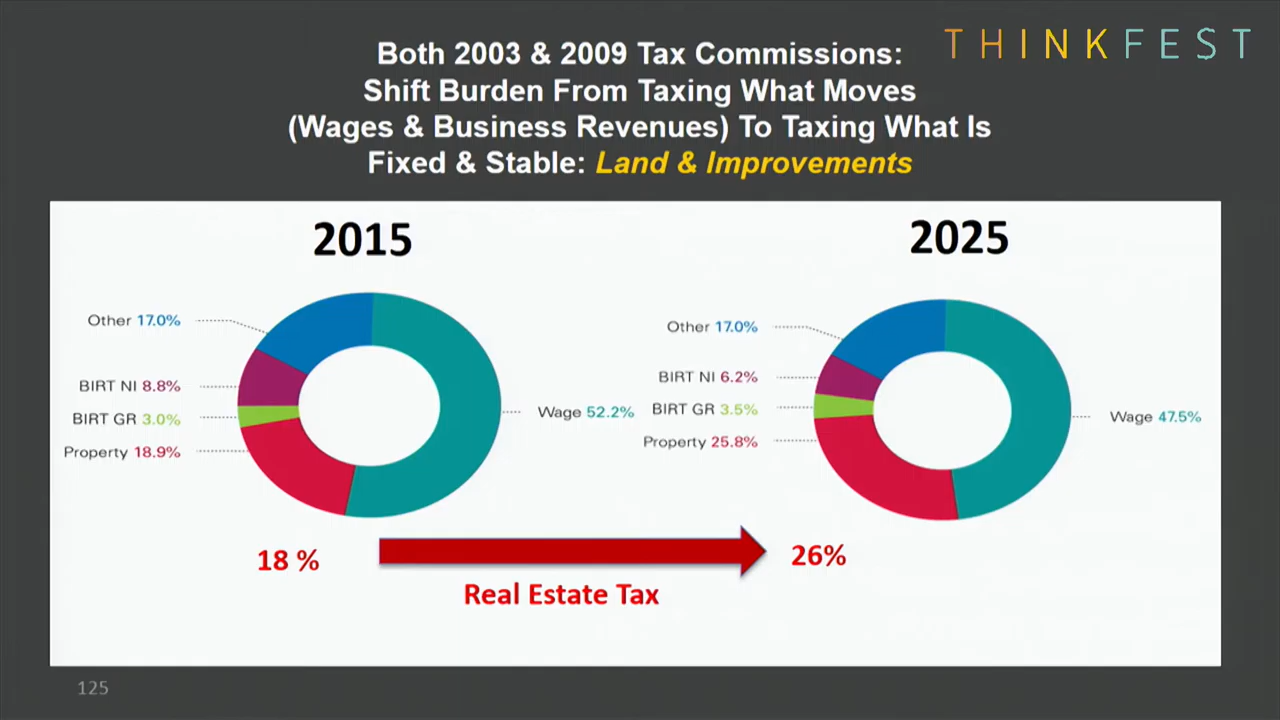 THINKFEST
Both 2003 & 2009 Tax Commissions:
Shift Burden From Taxing What Moves
(Wages & Business Revenues) To Taxing What Is
Fixed & Stable: Land & Improvements
2015
Other 17.0%
BIRT NI 8.8%
BIRT GR 3.0%
Property 18.9%
Wage 52.2%
2025
Other 17.0%
BIRT NI 6.2%
BIRT GR 3.5%
Property 25.8%
Wage 47.5%
18 %
26%
Real Estate Tax
125